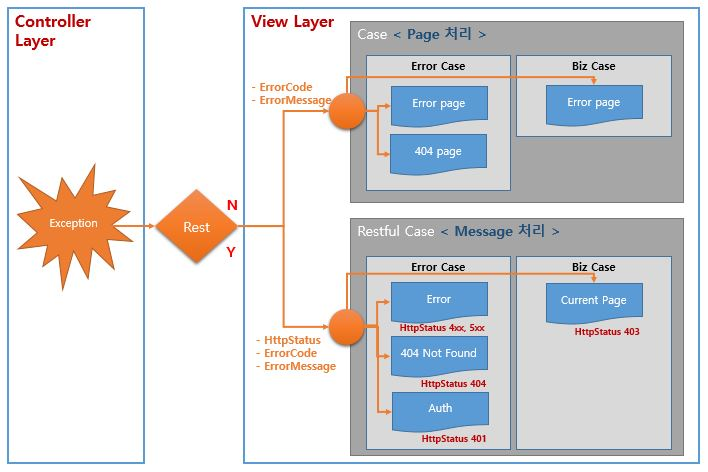 Controller
Layer
Exception
Rest
N
Y
View Layer
- ErrorCode
- ErrorMessage
Case < Page 처리 >
Error Case
Error page
404 page
Biz Case
Error page
- HttpStatus
- ErrorCode
- ErrorMessage
Restful Case < Message 처리 >
Error Case
Error
HttpStatus 4xx, 5xx
404 Not Found
HttpStatus 404
Auth
HttpStatus 401
Biz Case
Current Page
HttpStatus 403